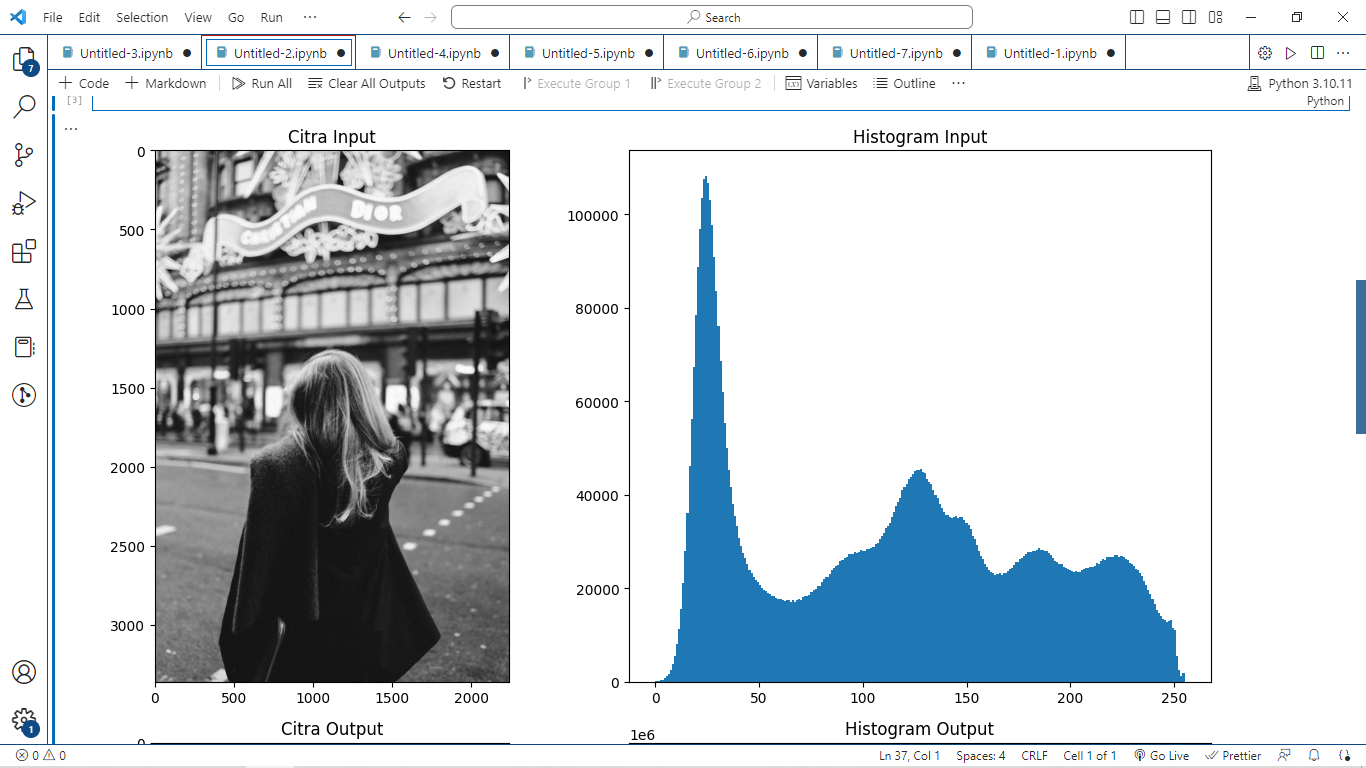 File Edit Selection View Go Run ··· Search
7 Untitled-3.ipynb Untitled-2.ipynb Untitled-4.ipynb Untitled-5.ipynb Untitled-6.ipynb Untitled-7.ipynb Untitled-1.ipynb ···
+ Code + Markdown Run All Clear All Outputs Restart Execute Group 1 Execute Group 2 Variables Outline ··· Python 3.10.11
[3] Python
...
Citra Input
0
500
1000
1500
2000
2500
3000
0 500 1000 1500 2000
CHRISTIAN DIOR
Histogram Input
100000
80000
60000
40000
20000
0
0 50 100 150 200 250
Citra Output
0
Histogram Output
1e6
1
0 0 Ln 37, Col 1 Spaces: 4 CRLF Cell 1 of 1 Go Live Prettier